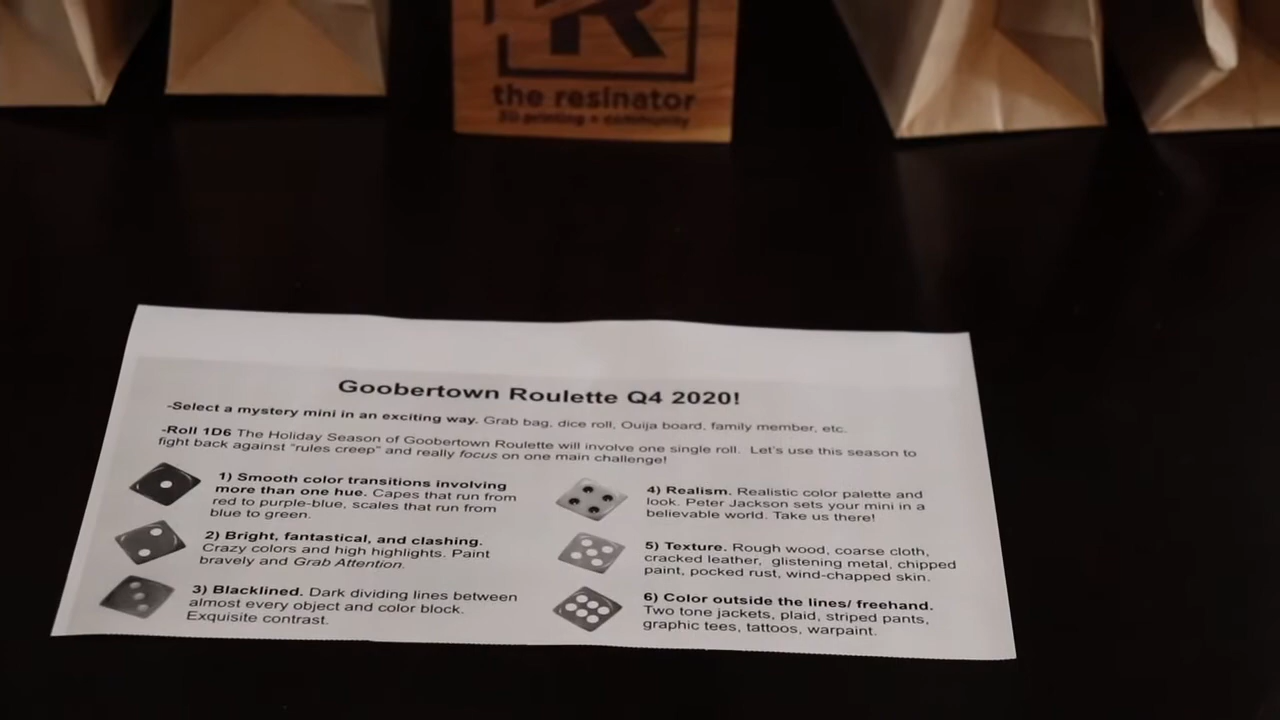 R
the resinator
3D printing + community
Goobertown Roulette Q4 2020!
-Select a mystery mini in an exciting way. Grab bag, dice roll, Ouija board, family member, etc.
-Roll 1D6 The Holiday Season of Goobertown Roulette will involve one single roll. Let's use this season to
fight back against "rules creep" and really focus on one main challenge!
1) Smooth color transitions involving
more than one hue. Capes that run from
red to purple-blue, scales that run from
blue to green.
2) Bright, fantastical, and clashing.
Crazy colors and high highlights. Paint
bravely and Grab Attention.
3) Blacklined. Dark dividing lines between
almost every object and color block.
Exquisite contrast.
4) Realism. Realistic color palette and
look. Peter Jackson sets your mini in a
believable world. Take us there!
5) Texture. Rough wood, coarse cloth,
cracked leather, glistening metal, chipped
paint, pocked rust, wind-chapped skin.
6) Color outside the lines/ freehand.
Two tone jackets, plaid, striped pants,
graphic tees, tattoos, warpaint.